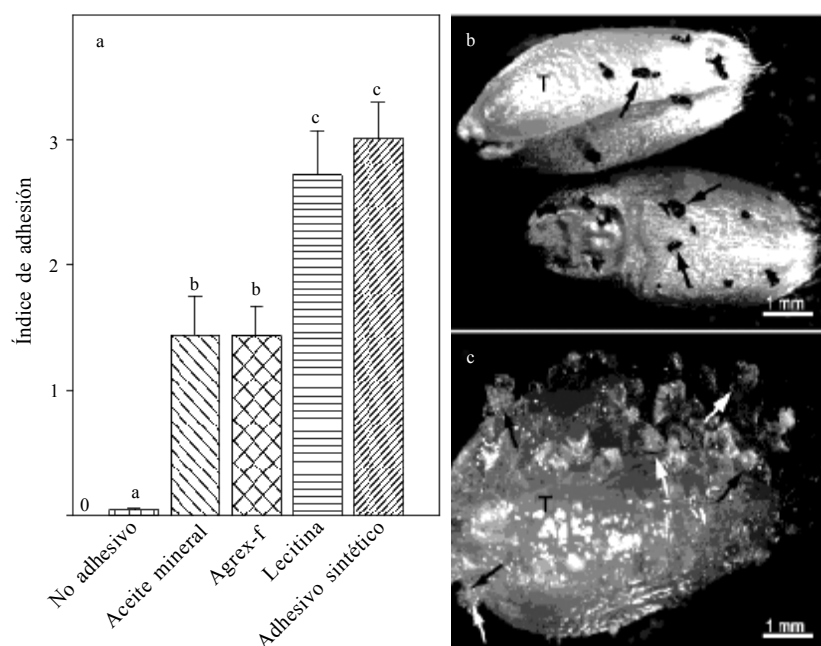 a
Índice de adhesión
3
2
1
0
a
b
b
c
c
No adhesivo
Aceite mineral
Agrex-f
Lecitina
Adhesivo sintético
b
T
1 mm
c
T
1 mm